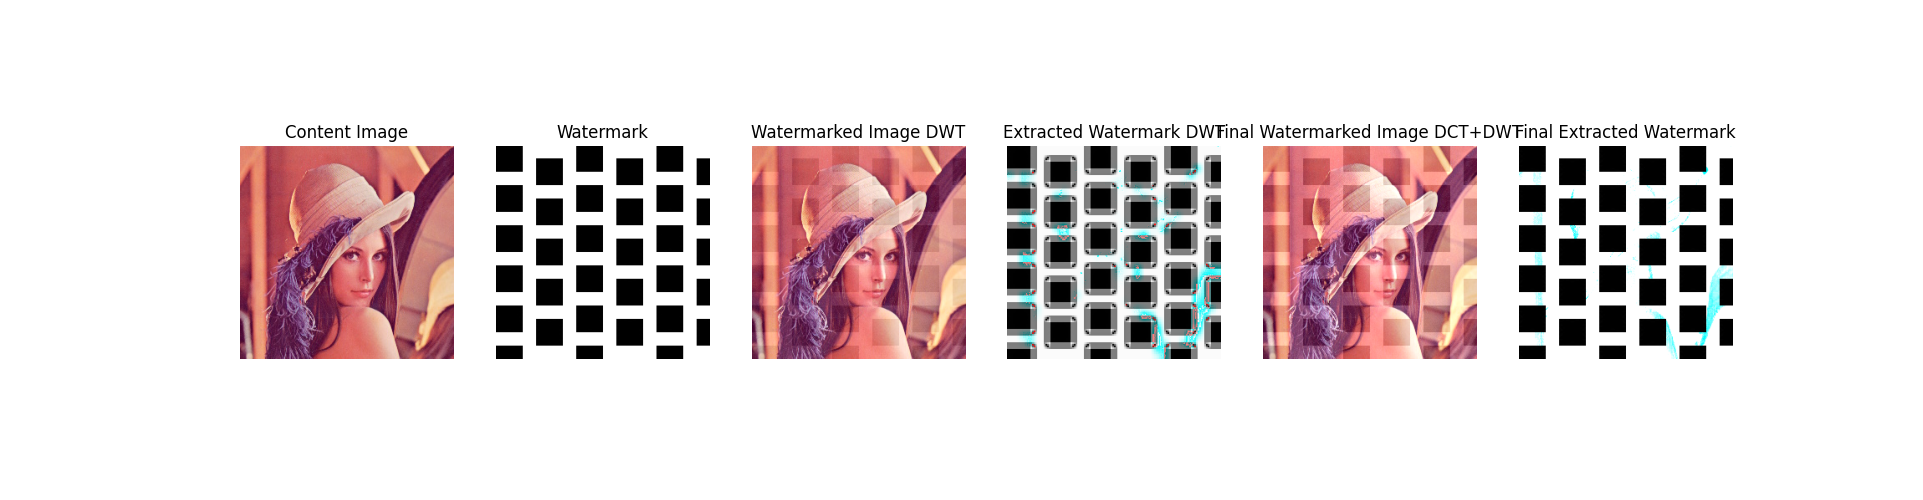 Content Image
Watermark
Watermarked Image DWT
Extracted Watermark DWT
Final Watermarked Image DCT+DWT
Final Extracted Watermark